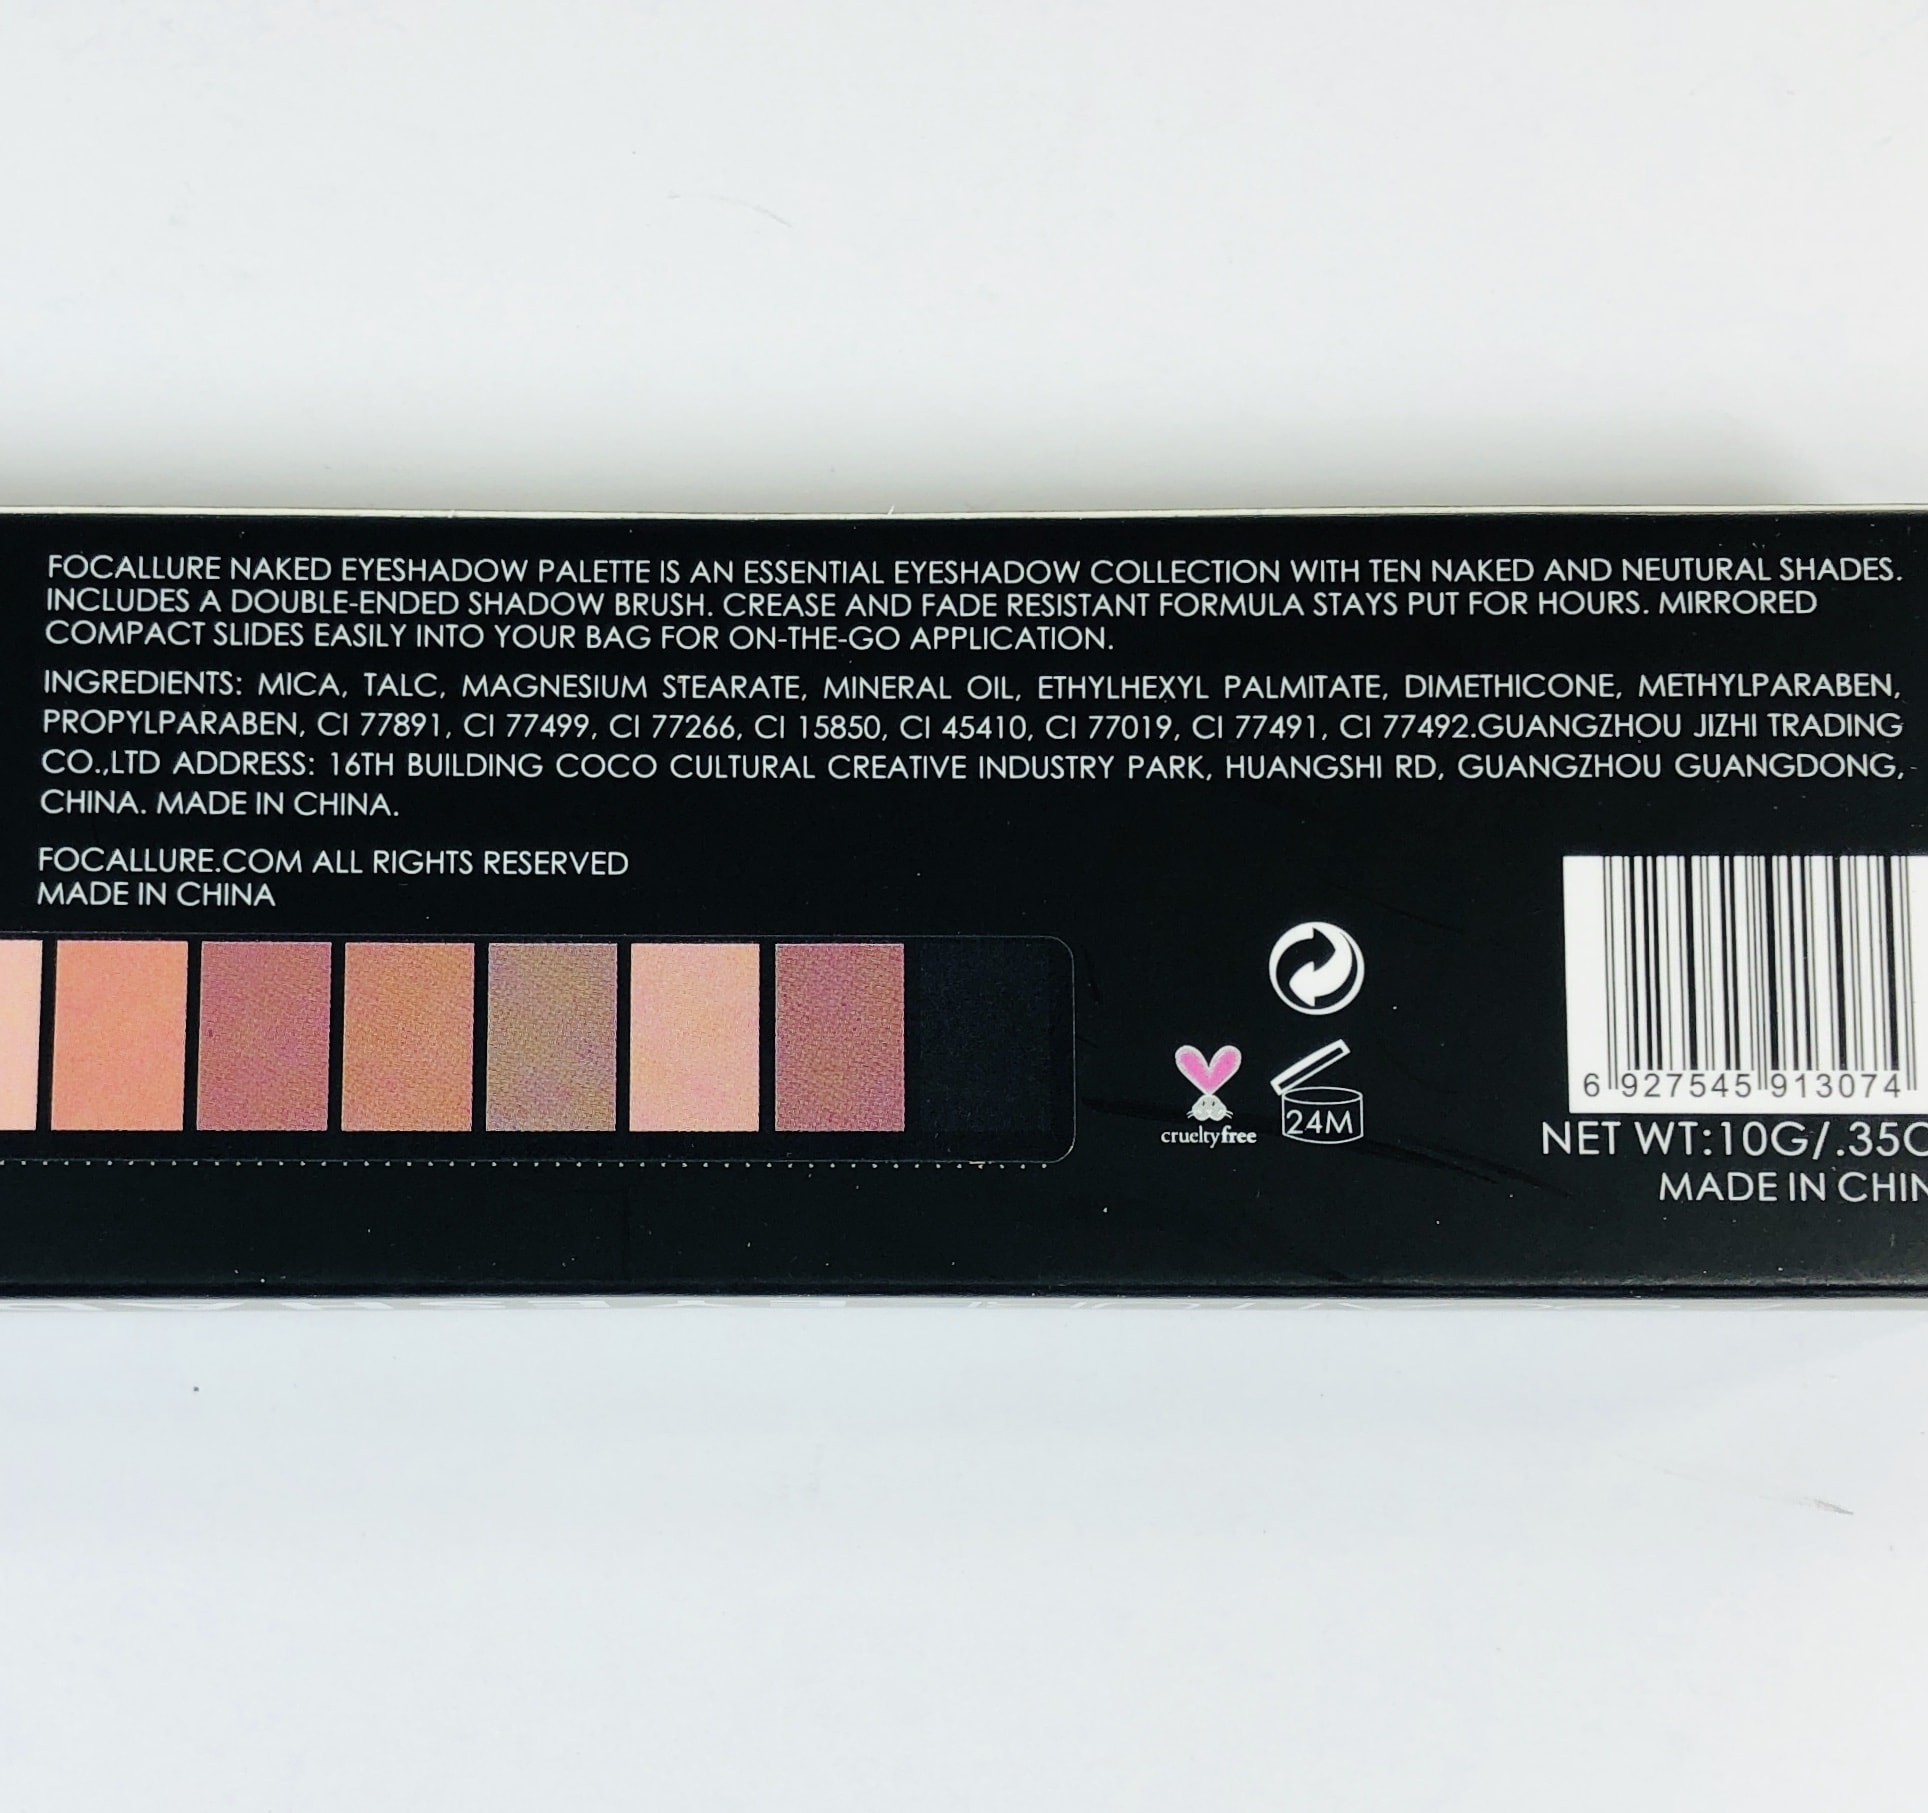 FOCALLURE NAKED EYESHADOW PALETTE IS AN ESSENTIAL EYESHADOW COLLECTION WITH TEN NAKED AND NEUTURAL SHADES.
INCLUDES A DOUBLE-ENDED SHADOW BRUSH. CREASE AND FADE RESISTANT FORMULA STAYS PUT FOR HOURS. MIRRORED
COMPACT SLIDES EASILY INTO YOUR BAG FOR ON-THE-GO APPLICATION.
INGREDIENTS: MICA, TALC, MAGNESIUM STEARATE, MINERAL OIL, ETHYLHEXYL PALMITATE, DIMETHICONE, METHYLPARABEN,
PROPYLPARABEN, CI 77891, CI 77499, CI 77266, CI 15850, CI 45410, CI 77019, CI 77491, CI 77492.GUANGZHOU JIZHI TRADING
CO.,LTD ADDRESS: 16TH BUILDING COCO CULTURAL CREATIVE INDUSTRY PARK, HUANGSHI RD, GUANGZHOU GUANGDONG,
CHINA. MADE IN CHINA.
FOCALLURE.COM ALL RIGHTS RESERVED
MADE IN CHINA
crueltyfree
24M
6 927545 913074
NET WT:10G/.35O
MADE IN CHIN